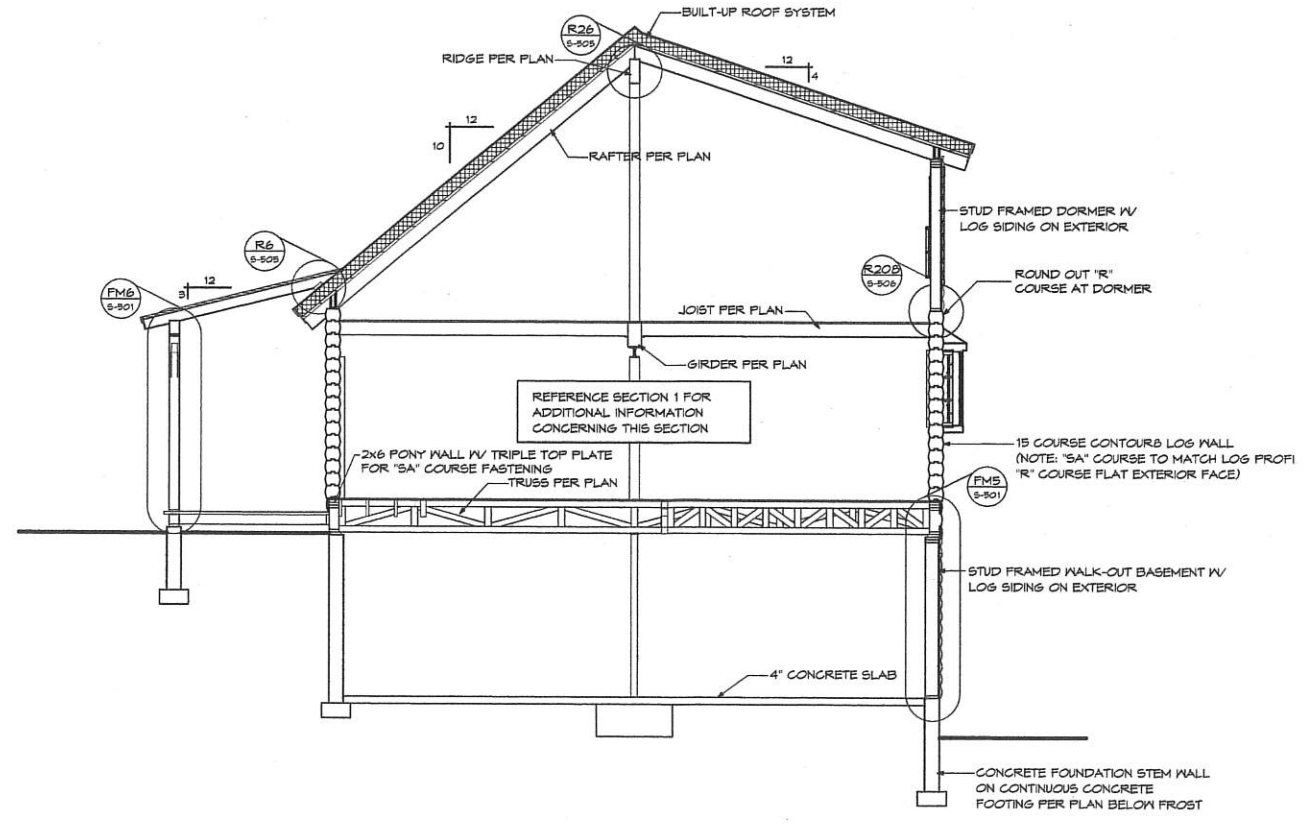 BUILT-UP ROOF SYSTEM
R26
S-505
RIDGE PER PLAN
12
4
12
10
RAFTER PER PLAN
STUD FRAMED DORMER W/
LOG SIDING ON EXTERIOR
R6
S-505
R20B
S-506
ROUND OUT "R"
COURSE AT DORMER
12
3
FM6
S-501
JOIST PER PLAN
GIRDER PER PLAN
REFERENCE SECTION 1 FOR
ADDITIONAL INFORMATION
CONCERNING THIS SECTION
15 COURSE CONTOUR8 LOG WALL
(NOTE: "SA" COURSE TO MATCH LOG PROFI
"R" COURSE FLAT EXTERIOR FACE)
2x6 PONY WALL W/ TRIPLE TOP PLATE
FOR "SA" COURSE FASTENING
TRUSS PER PLAN
FM5
S-501
STUD FRAMED WALK-OUT BASEMENT W/
LOG SIDING ON EXTERIOR
4" CONCRETE SLAB
CONCRETE FOUNDATION STEM WALL
ON CONTINUOUS CONCRETE
FOOTING PER PLAN BELOW FROST